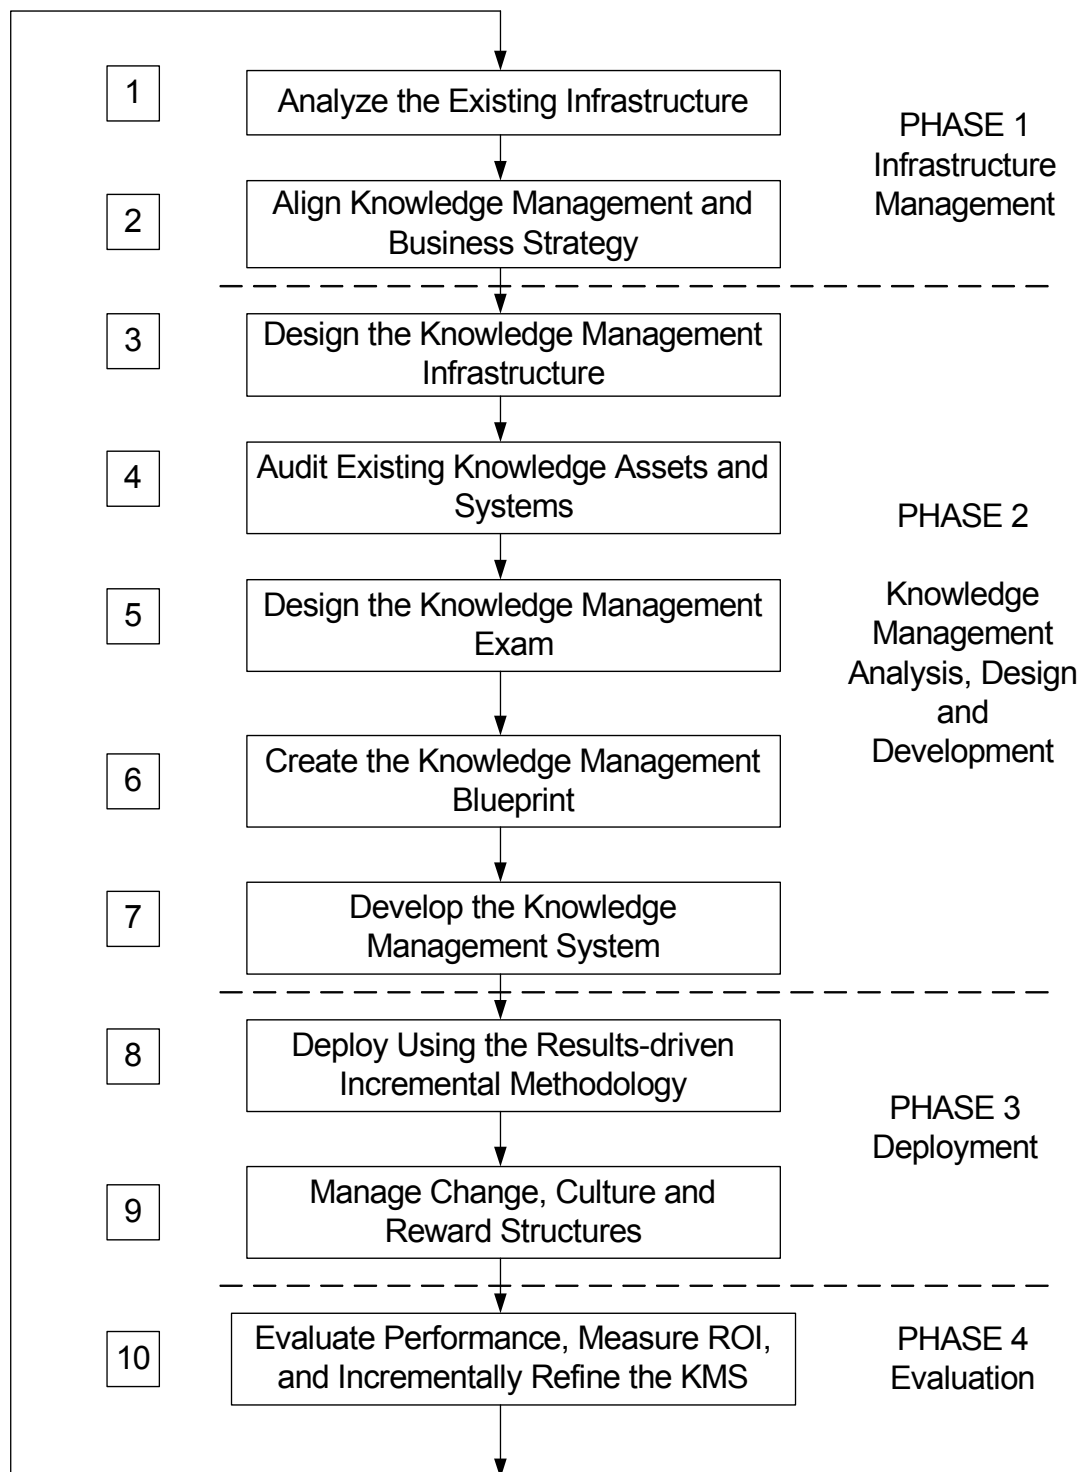 1
Analyze the Existing Infrastructure
PHASE 1
Infrastructure
Management
2
Align Knowledge Management and
Business Strategy
3
Design the Knowledge Management
Infrastructure
4
Audit Existing Knowledge Assets and
Systems
PHASE 2
Knowledge
Management
Analysis, Design
and
Development
5
Design the Knowledge Management
Exam
6
Create the Knowledge Management
Blueprint
7
Develop the Knowledge
Management System
8
Deploy Using the Results-driven
Incremental Methodology
PHASE 3
Deployment
9
Manage Change, Culture and
Reward Structures
10
Evaluate Performance, Measure ROI,
and Incrementally Refine the KMS
PHASE 4
Evaluation